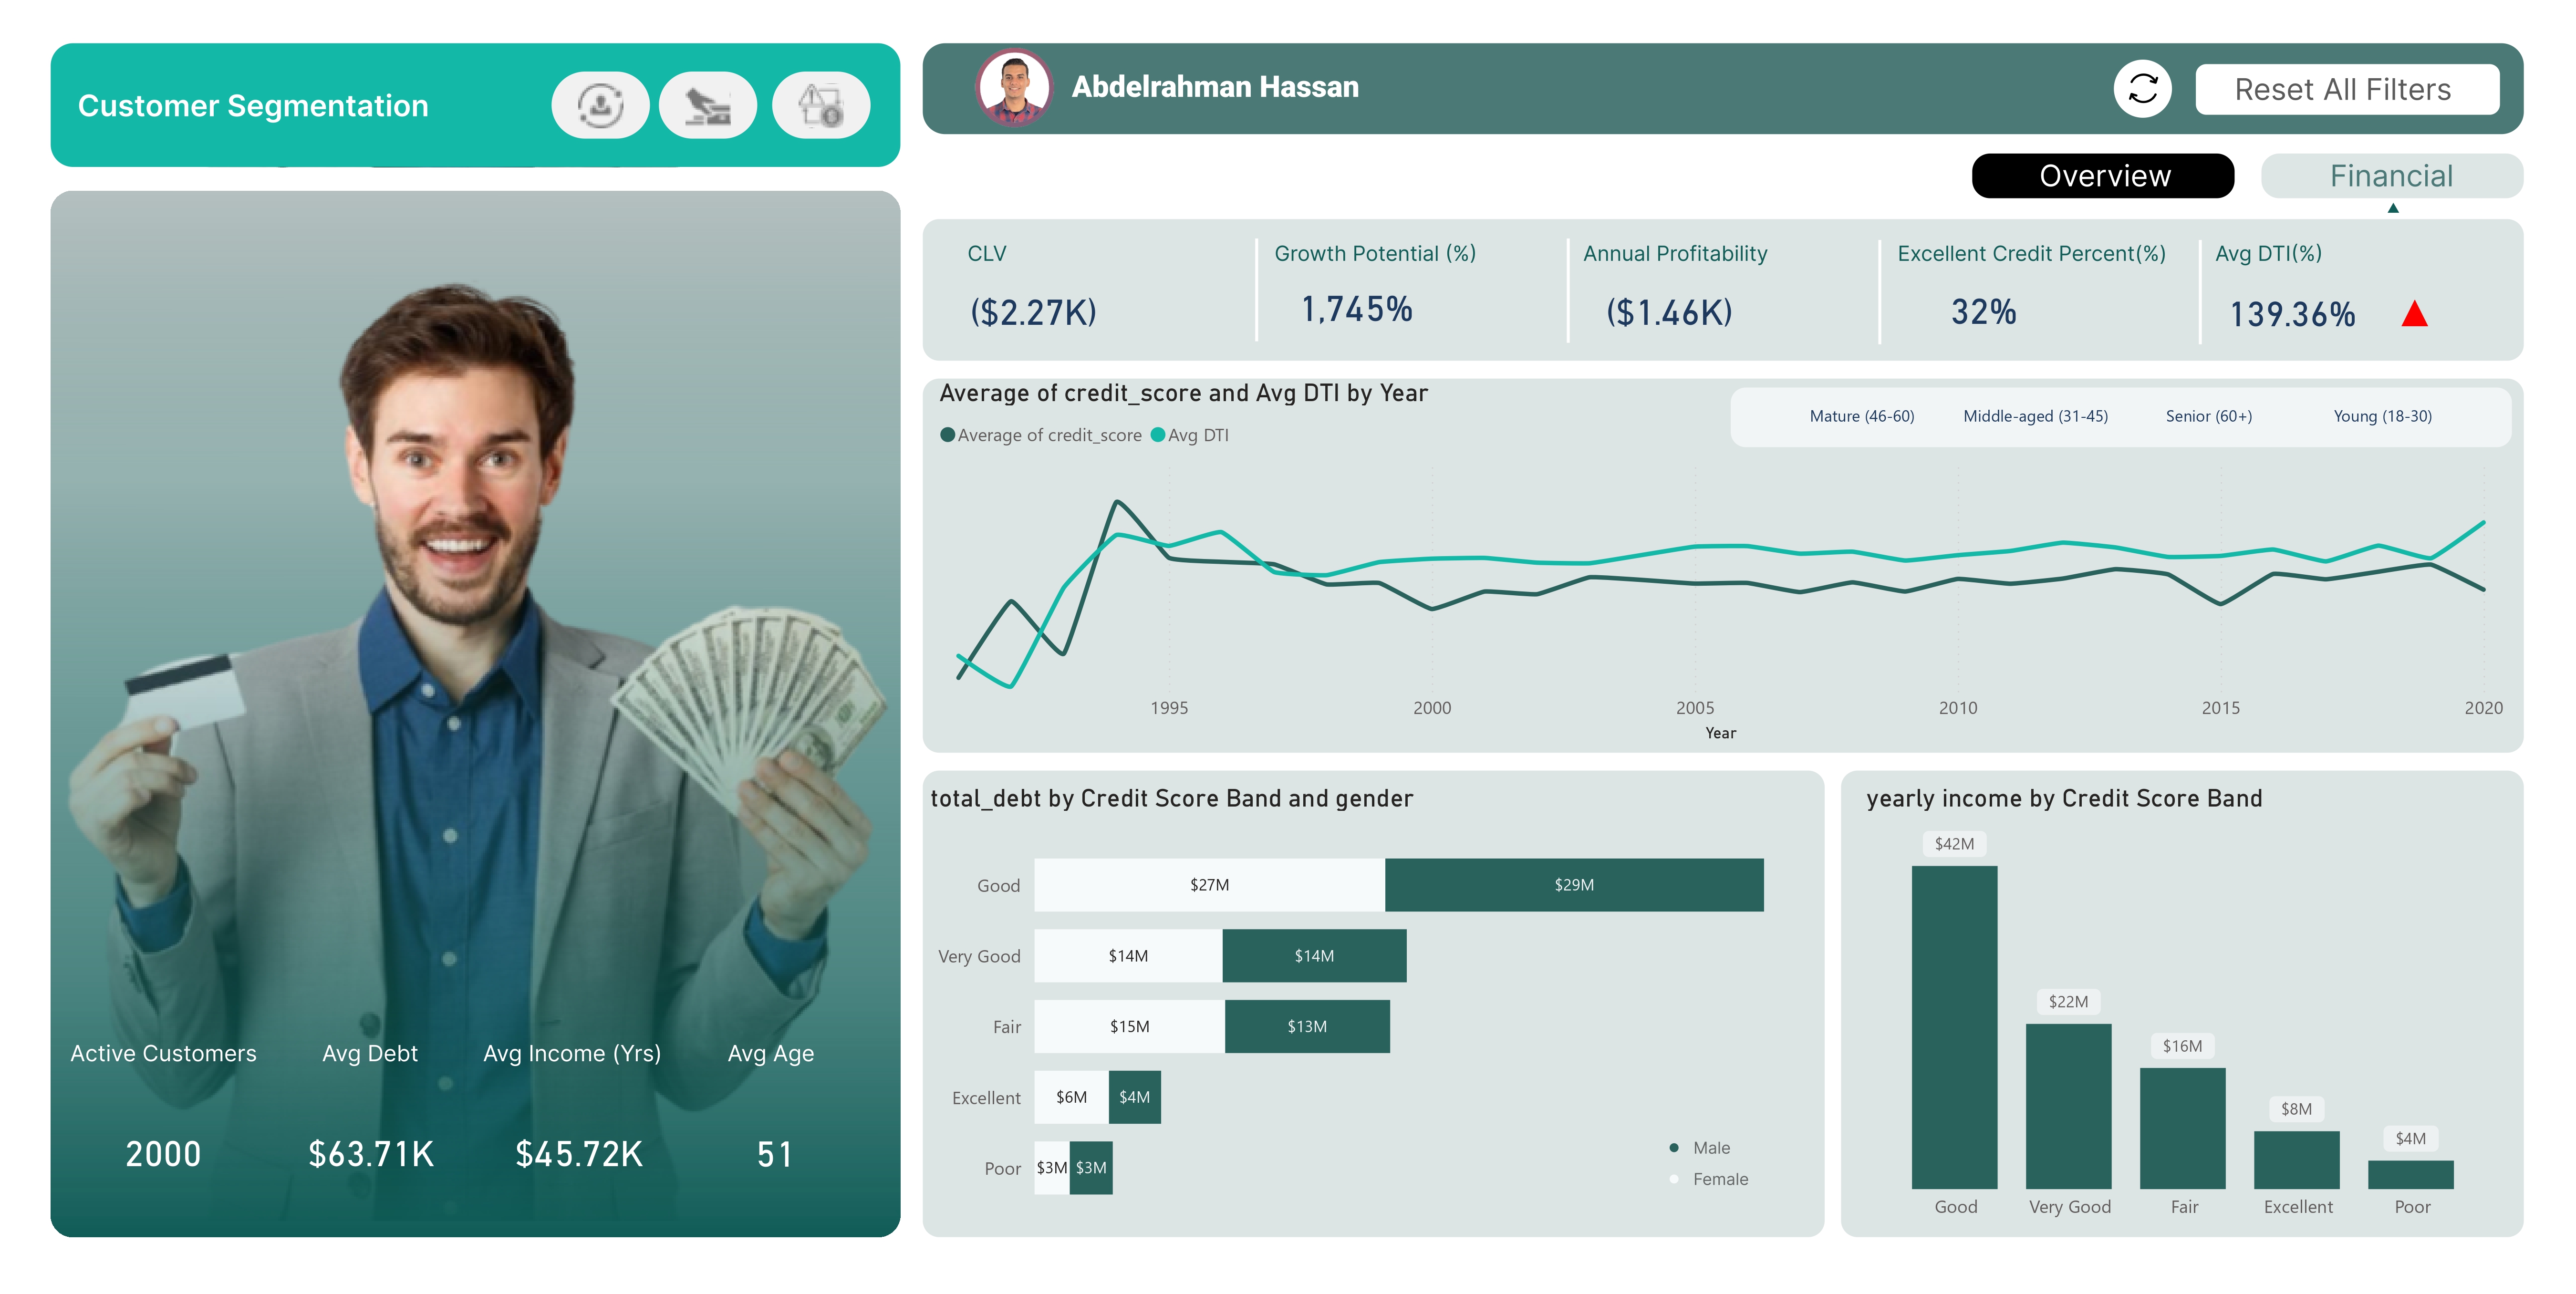 Customer Segmentation
Abdelrahman Hassan
Reset All Filters
Overview
Financial
CLV
Growth Potential (%)
Annual Profitability
Excellent Credit Percent(%)
Avg DTI(%)
($2.27K)
1,745%
($1.46K)
32%
139.36%
Average of credit_score and Avg DTI by Year
Average of credit_score
Avg DTI
Mature (46-60)
Middle-aged (31-45)
Senior (60+)
Young (18-30)
1995
2000
2005
2010
2015
2020
Year
Active Customers
Avg Debt
Avg Income (Yrs)
Avg Age
2000
$63.71K
$45.72K
51
total_debt by Credit Score Band and gender
Good
$27M
$29M
Very Good
$14M
$14M
Fair
$15M
$13M
Excellent
$6M
$4M
Poor
$3M
$3M
Male
Female
yearly income by Credit Score Band
$42M
$22M
$16M
$8M
$4M
Good
Very Good
Fair
Excellent
Poor